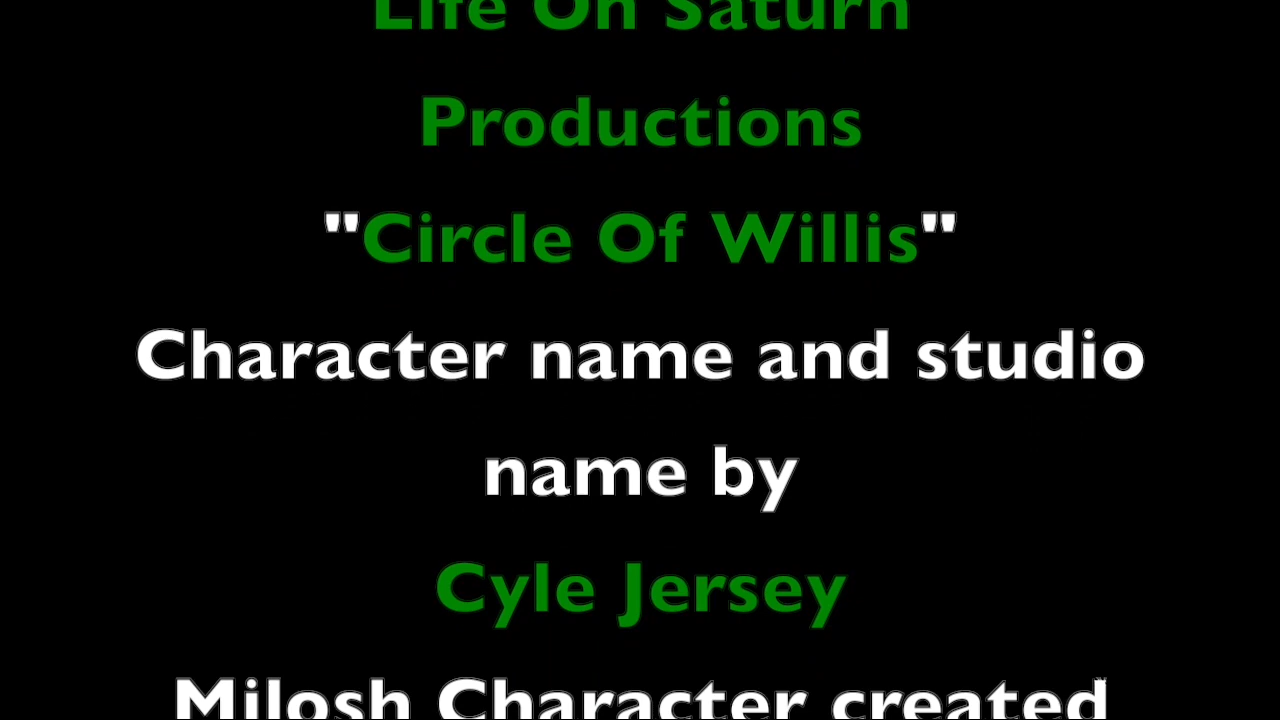 Life On Saturn
Productions
"Circle Of Willis"
Character name and studio
name by
Cyle Jersey
Milosh Character created